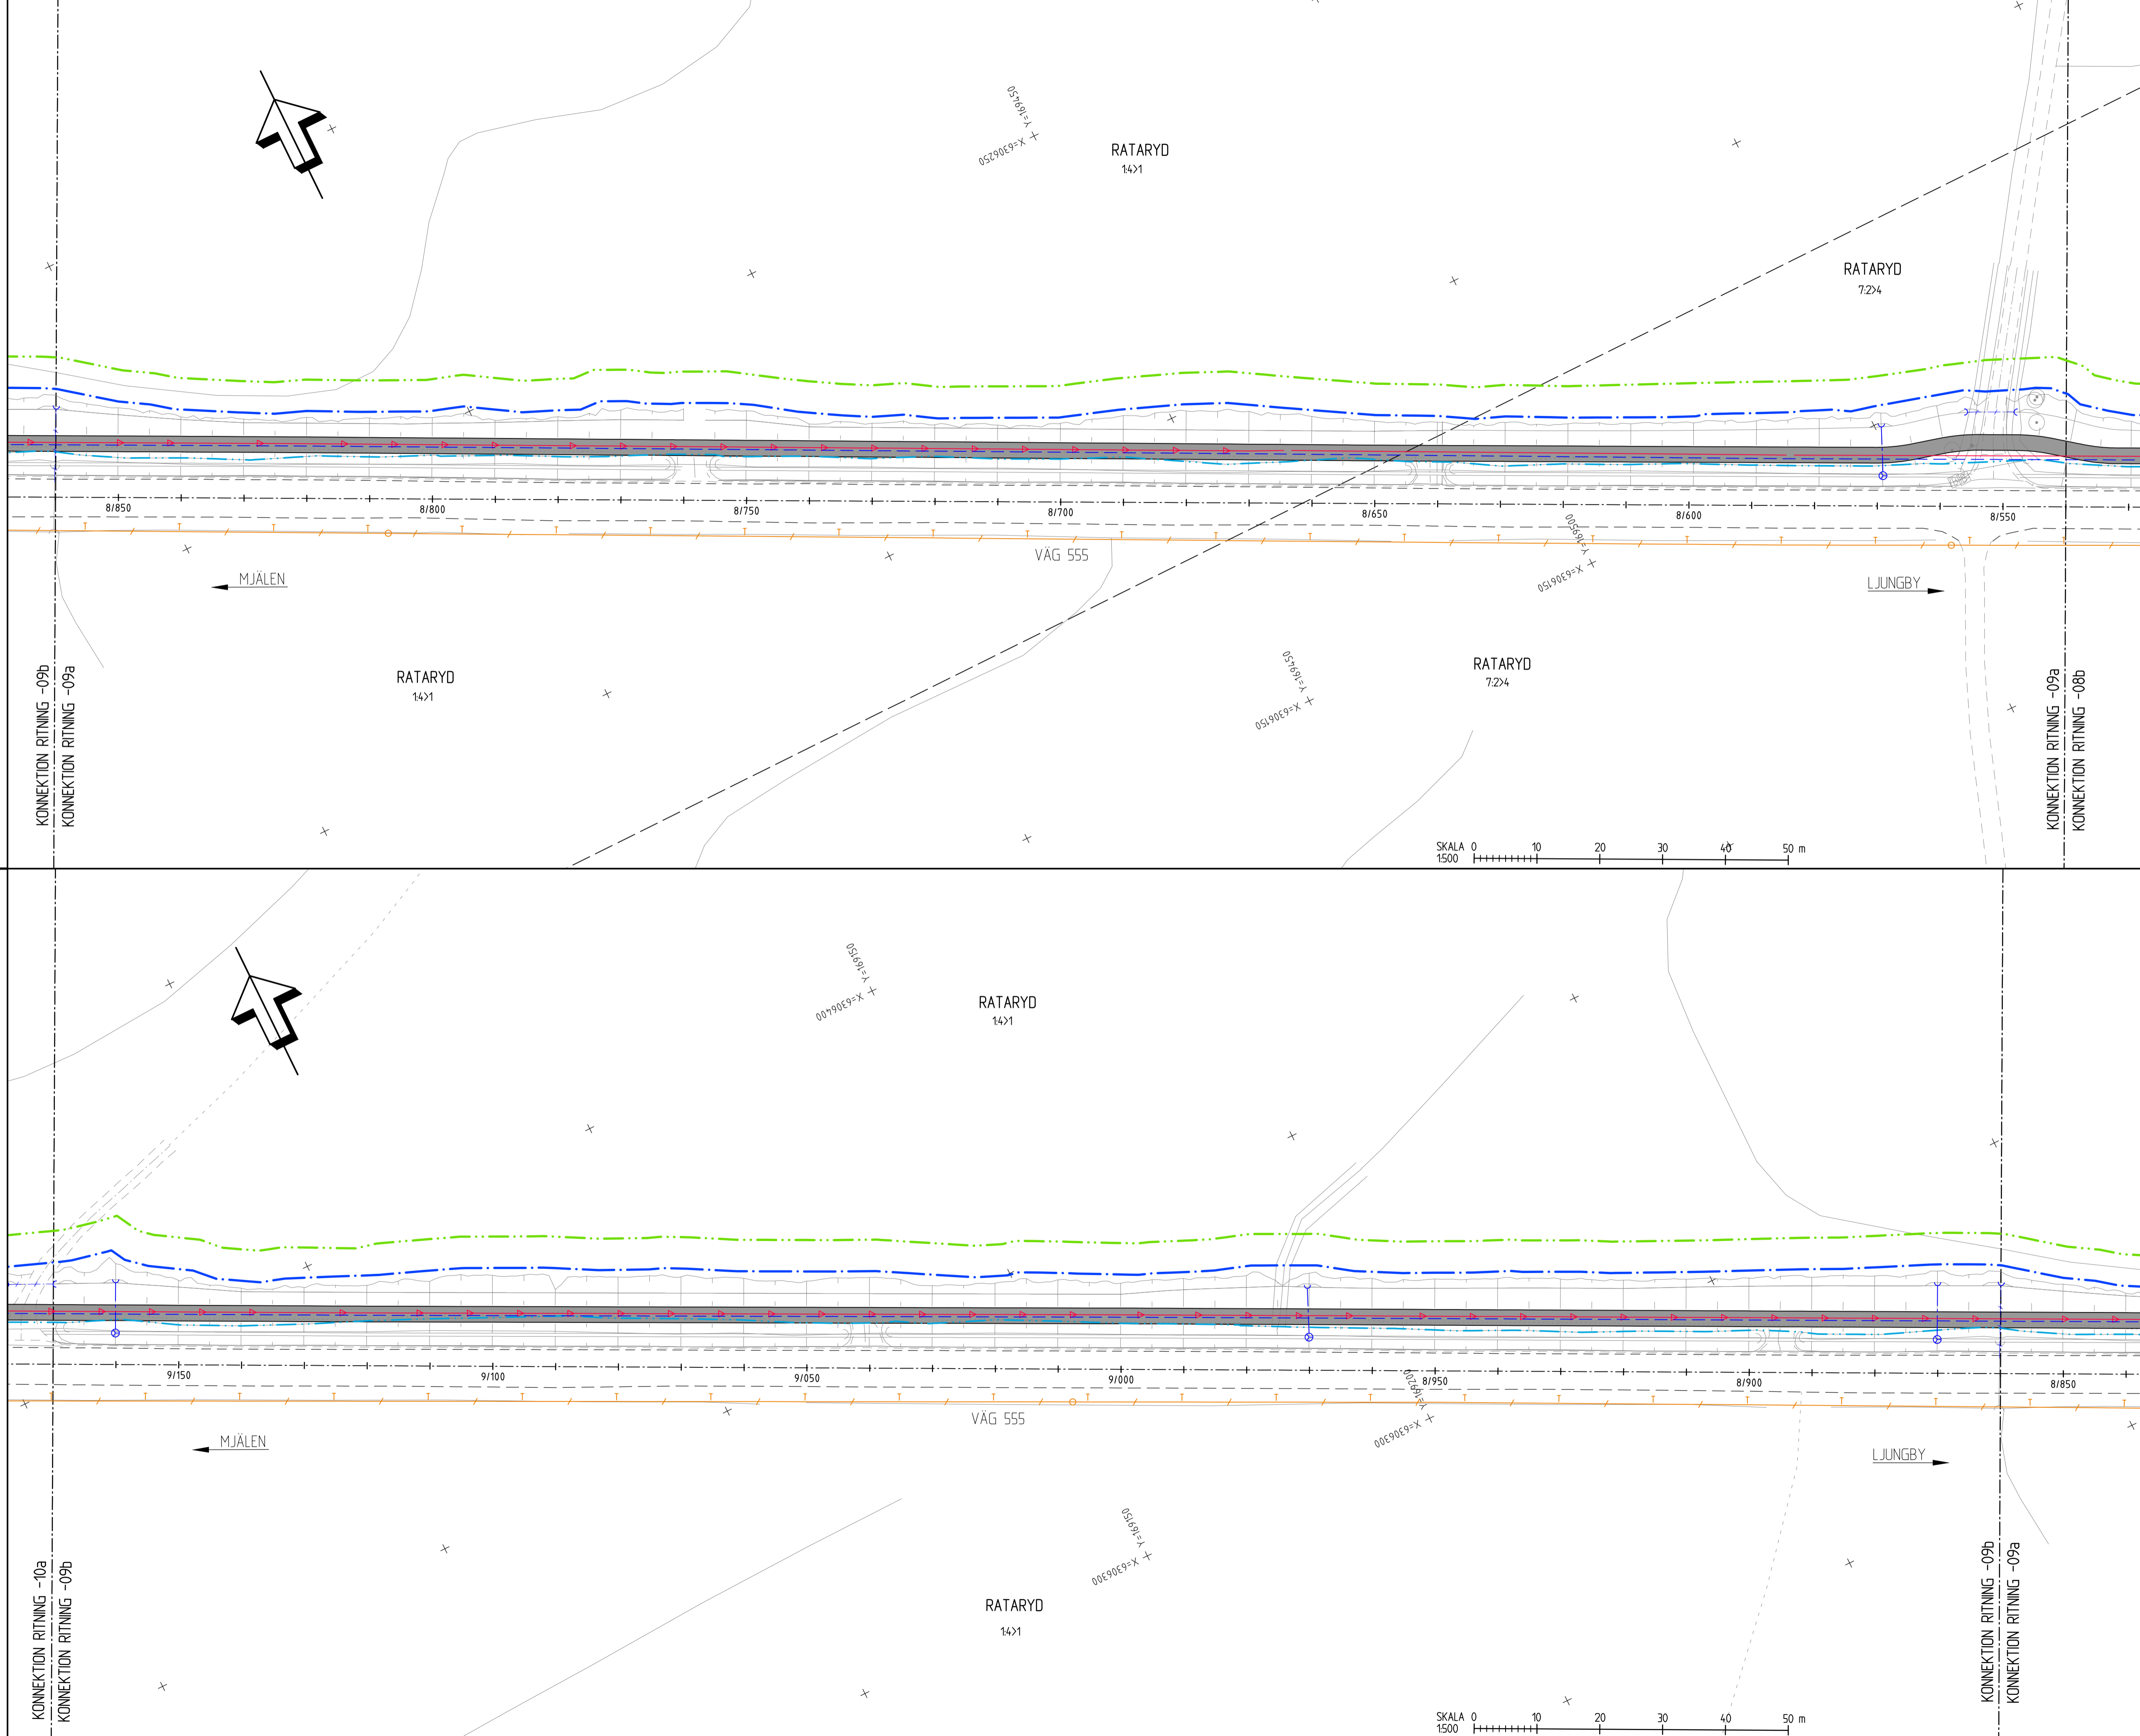 Y=169450
X=6306250
RATARYD
1:4>1
RATARYD
7:2>4
8/850
8/800
8/750
8/700
8/650
8/600
8/550
Y=169500
X=6306150
VÄG 555
MJÄLEN
LJUNGBY
RATARYD
1:4>1
Y=169450
X=6306150
RATARYD
7:2>4
KONNEKTION RITNING -09b
KONNEKTION RITNING -09a
KONNEKTION RITNING -09a
KONNEKTION RITNING -08b
SKALA 0 10 20 30 40 50 m
1:500
Y=169150
X=6306400
RATARYD
1:4>1
9/150
9/100
9/050
9/000
8/950
8/900
8/850
Y=169200
X=6306300
VÄG 555
MJÄLEN
LJUNGBY
Y=169150
X=6306300
RATARYD
1:4>1
KONNEKTION RITNING -10a
KONNEKTION RITNING -09b
KONNEKTION RITNING -09b
KONNEKTION RITNING -09a
SKALA 0 10 20 30 40 50 m
1:500